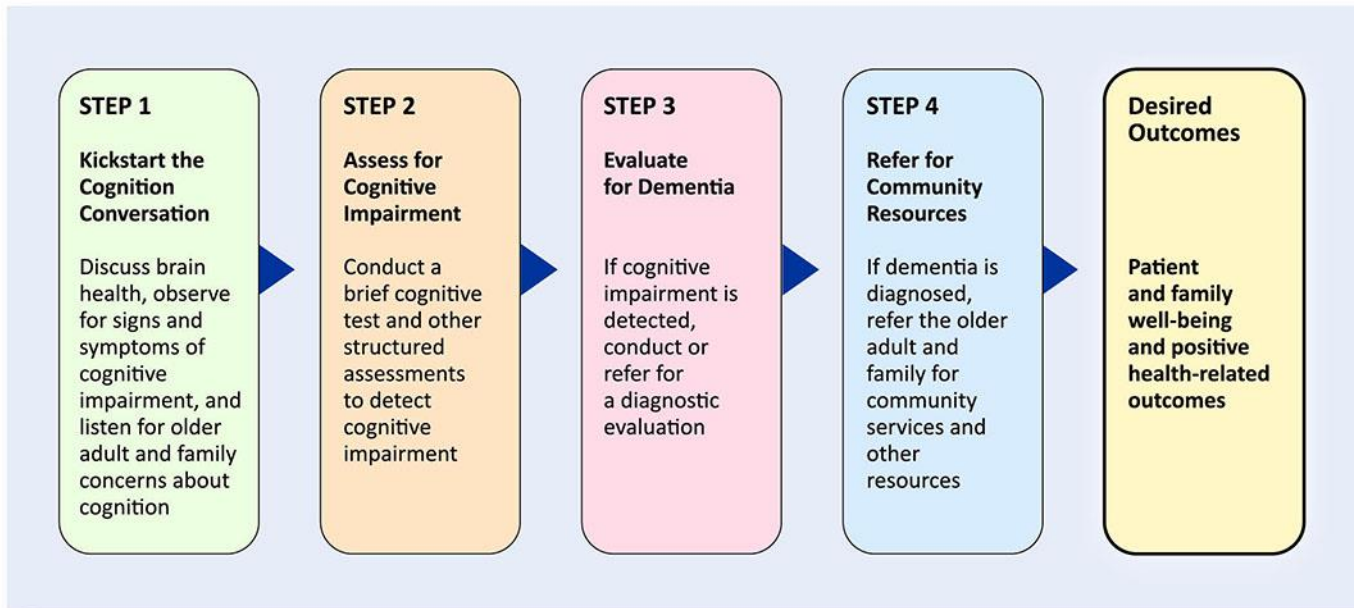 STEP 1
Kickstart the
Cognition
Conversation
Discuss brain
health, observe
for signs and
symptoms of
cognitive
impairment, and
listen for older
adult and family
concerns about
cognition
STEP 2
Assess for
Cognitive
Impairment
Conduct a
brief cognitive
test and other
structured
assessments
to detect
cognitive
impairment
STEP 3
Evaluate
for Dementia
If cognitive
impairment is
detected,
conduct or
refer for
a diagnostic
evaluation
STEP 4
Refer for
Community
Resources
If dementia is
diagnosed,
refer the older
adult and
family for
community
services and
other
resources
Desired
Outcomes
Patient
and family
well-being
and positive
health-related
outcomes